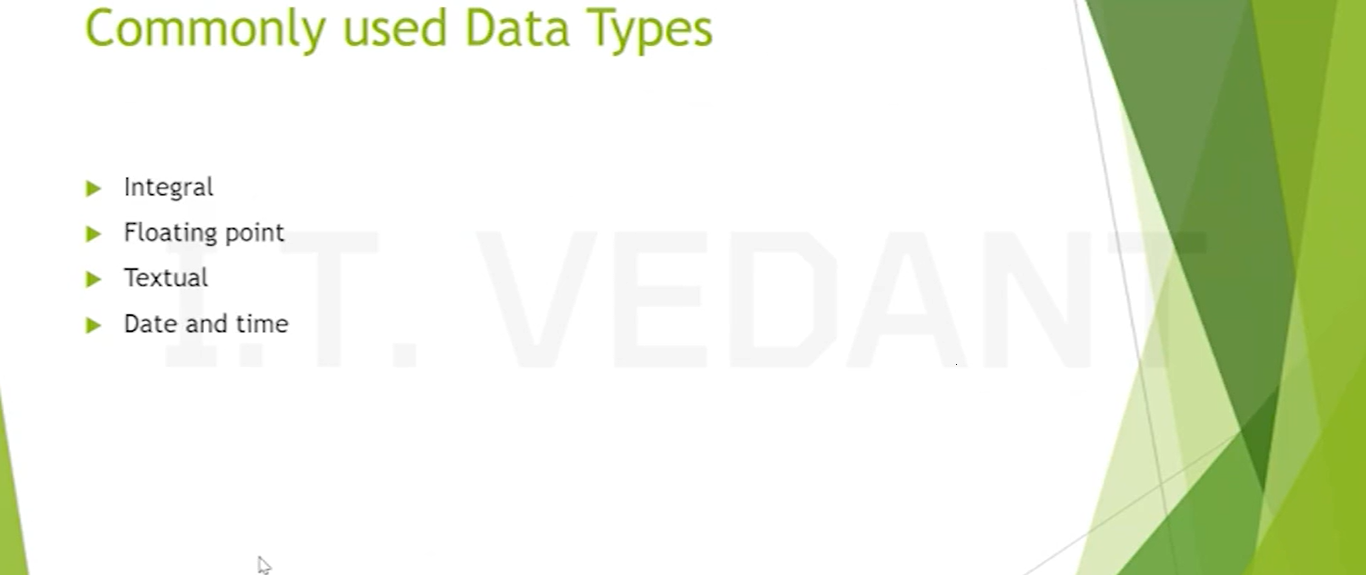 Commonly used Data Types
Integral
Floating point
Textual
Date and time
I.T. VEDANT